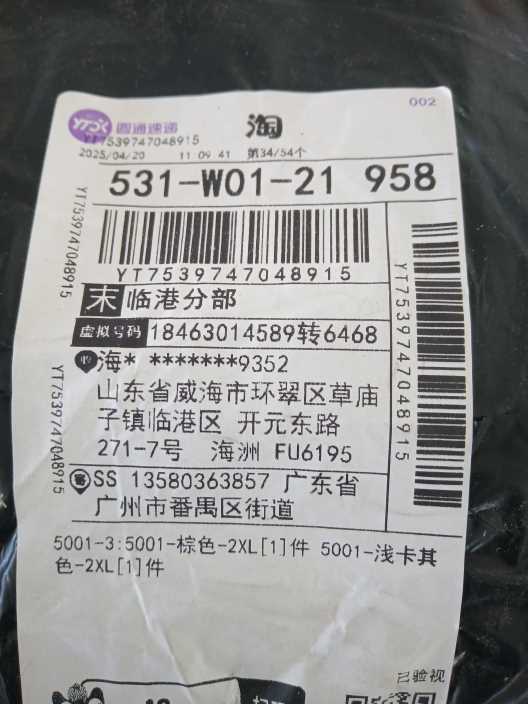 002
YTO 圆通速递 淘
YT7539747048915
2025/04/20 11 09 41 第34/54个
531-W01-21 958
YT7539747048915
YT7539747048915
YT7539747048915
末 临港分部
虚拟号码 18463014589转6468
收 海* *******9352
山东省威海市环翠区草庙
子镇临港区 开元东路
271-7号 海洲 FU6195
YT7539747048915
SS 13580363857 广东省
广州市番禺区街道
5001-3:5001-棕色-2XL[1]件 5001-浅卡其
色-2XL[1]件
已验视